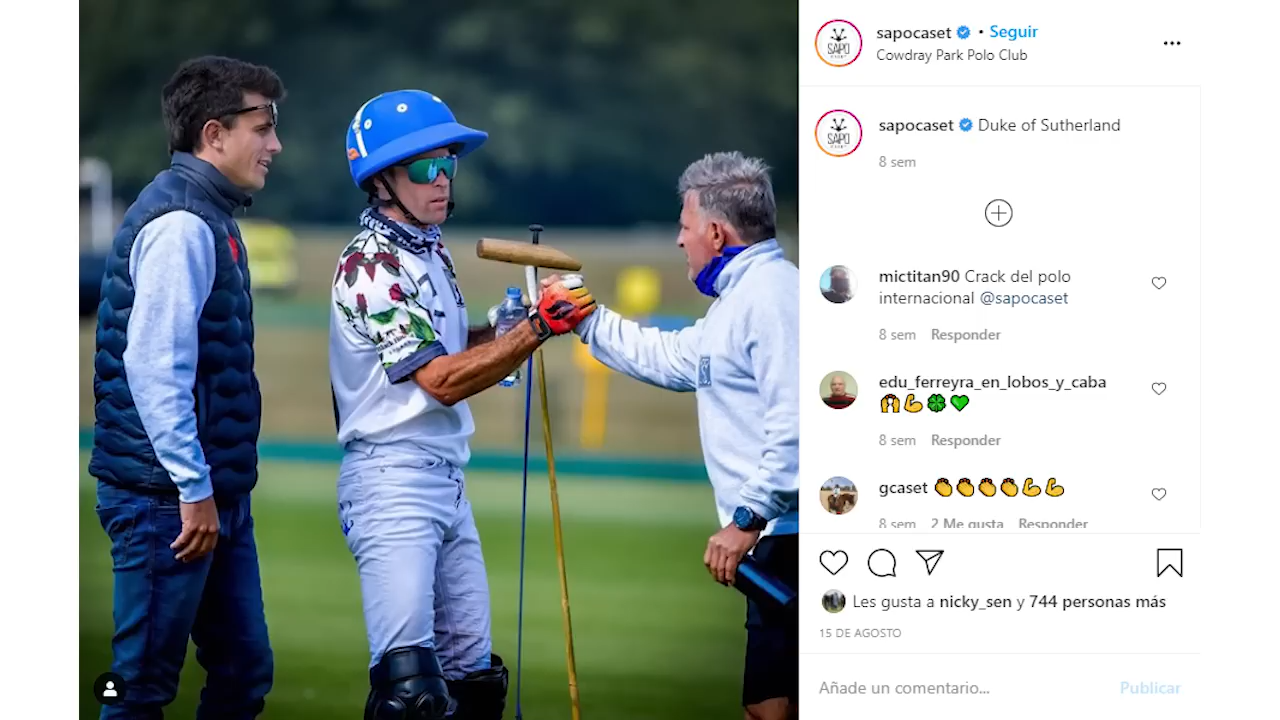 sapocaset • Seguir
Cowdray Park Polo Club
SAPO
sapocaset Duke of Sutherland
SAPO
8 sem
mictitan90 Crack del polo
internacional @sapocaset
8 sem Responder
edu_ferreyra_en_lobos_y_caba
8 sem Responder
gcaset
8 sem 2 Me gusta Responder
Les gusta a nicky_sen y 744 personas más
15 DE AGOSTO
Añade un comentario... Publicar